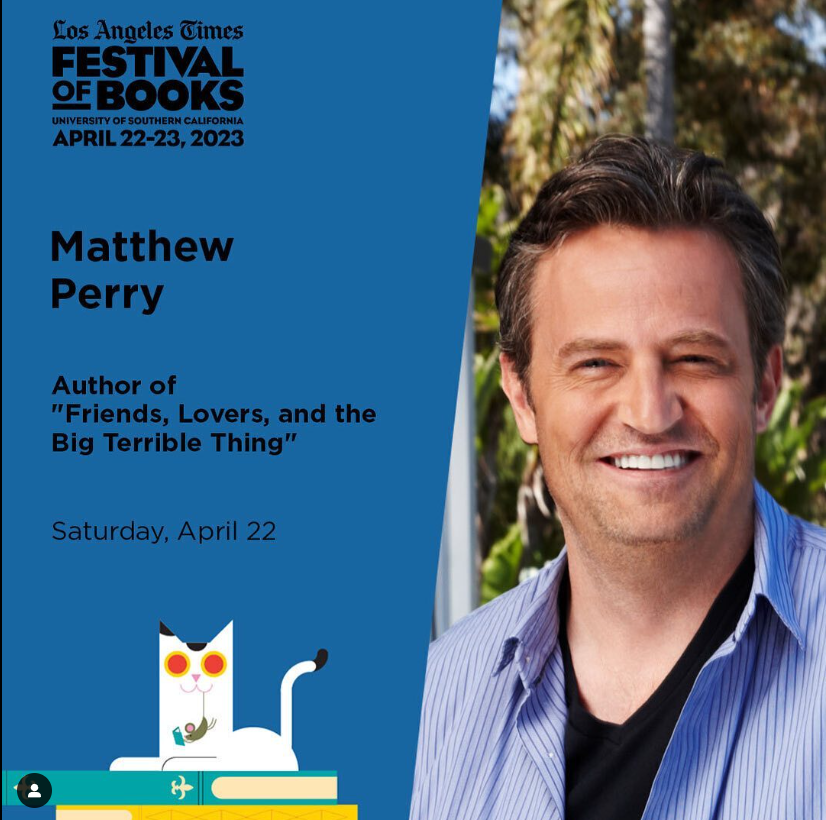 Los Angeles Times
FESTIVAL
OF BOOKS
UNIVERSITY OF SOUTHERN CALIFORNIA
APRIL 22-23, 2023
Matthew
Perry
Author of
"Friends, Lovers, and the
Big Terrible Thing"
Saturday, April 22